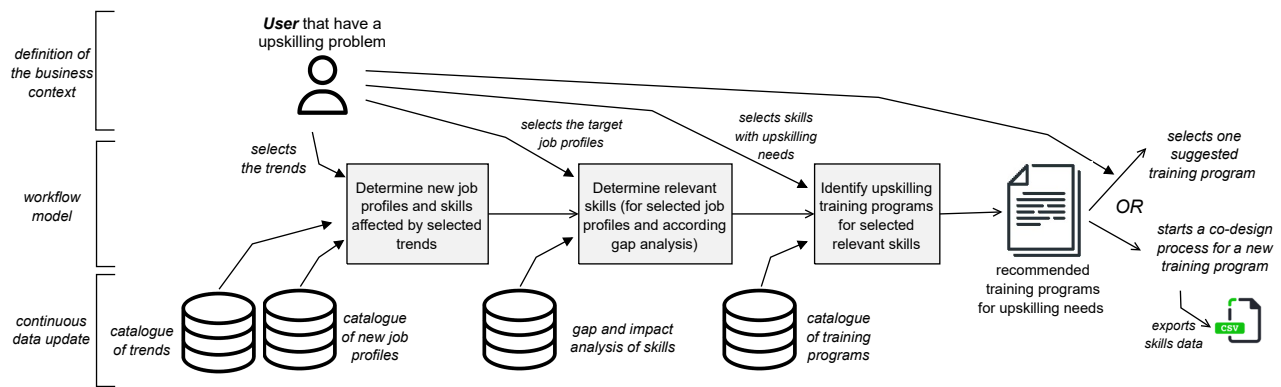 User that have a
upskilling problem
definition of
the business
context
selects
the trends
selects the target
job profiles
selects skills
with upskilling
needs
selects one
suggested
training program
workflow
model
Determine new job
profiles and skills
affected by selected
trends
Determine relevant
skills (for selected job
profiles and according
gap analysis)
Identify upskilling
training programs
for selected
relevant skills
OR
starts a co-design
process for a new
training program
recommended
training programs
for upskilling needs
continuous
data update
catalogue
of trends
catalogue
of new job
profiles
gap and impact
analysis of skills
catalogue
of training
programs
exports
skills data
CSV